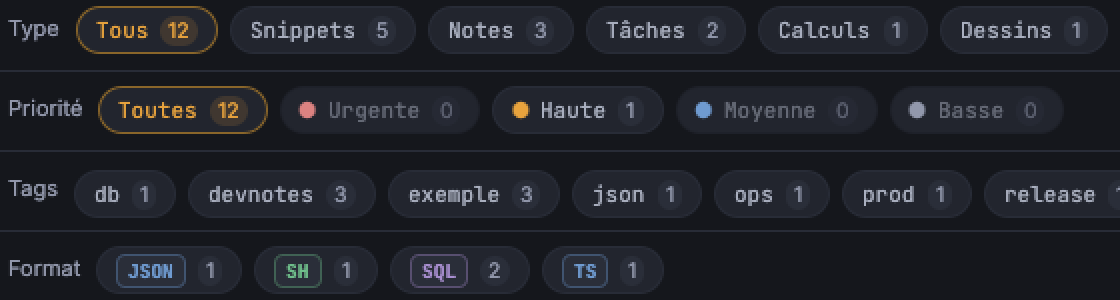 Type Tous 12 Snippets 5 Notes 3 Tâches 2 Calculs 1 Dessins 1
Priorité Toutes 12 Urgente 0 Haute 1 Moyenne 0 Basse 0
Tags db 1 devnotes 3 exemple 3 json 1 ops 1 prod 1 release 1
Format JSON 1 SH 1 SQL 2 TS 1